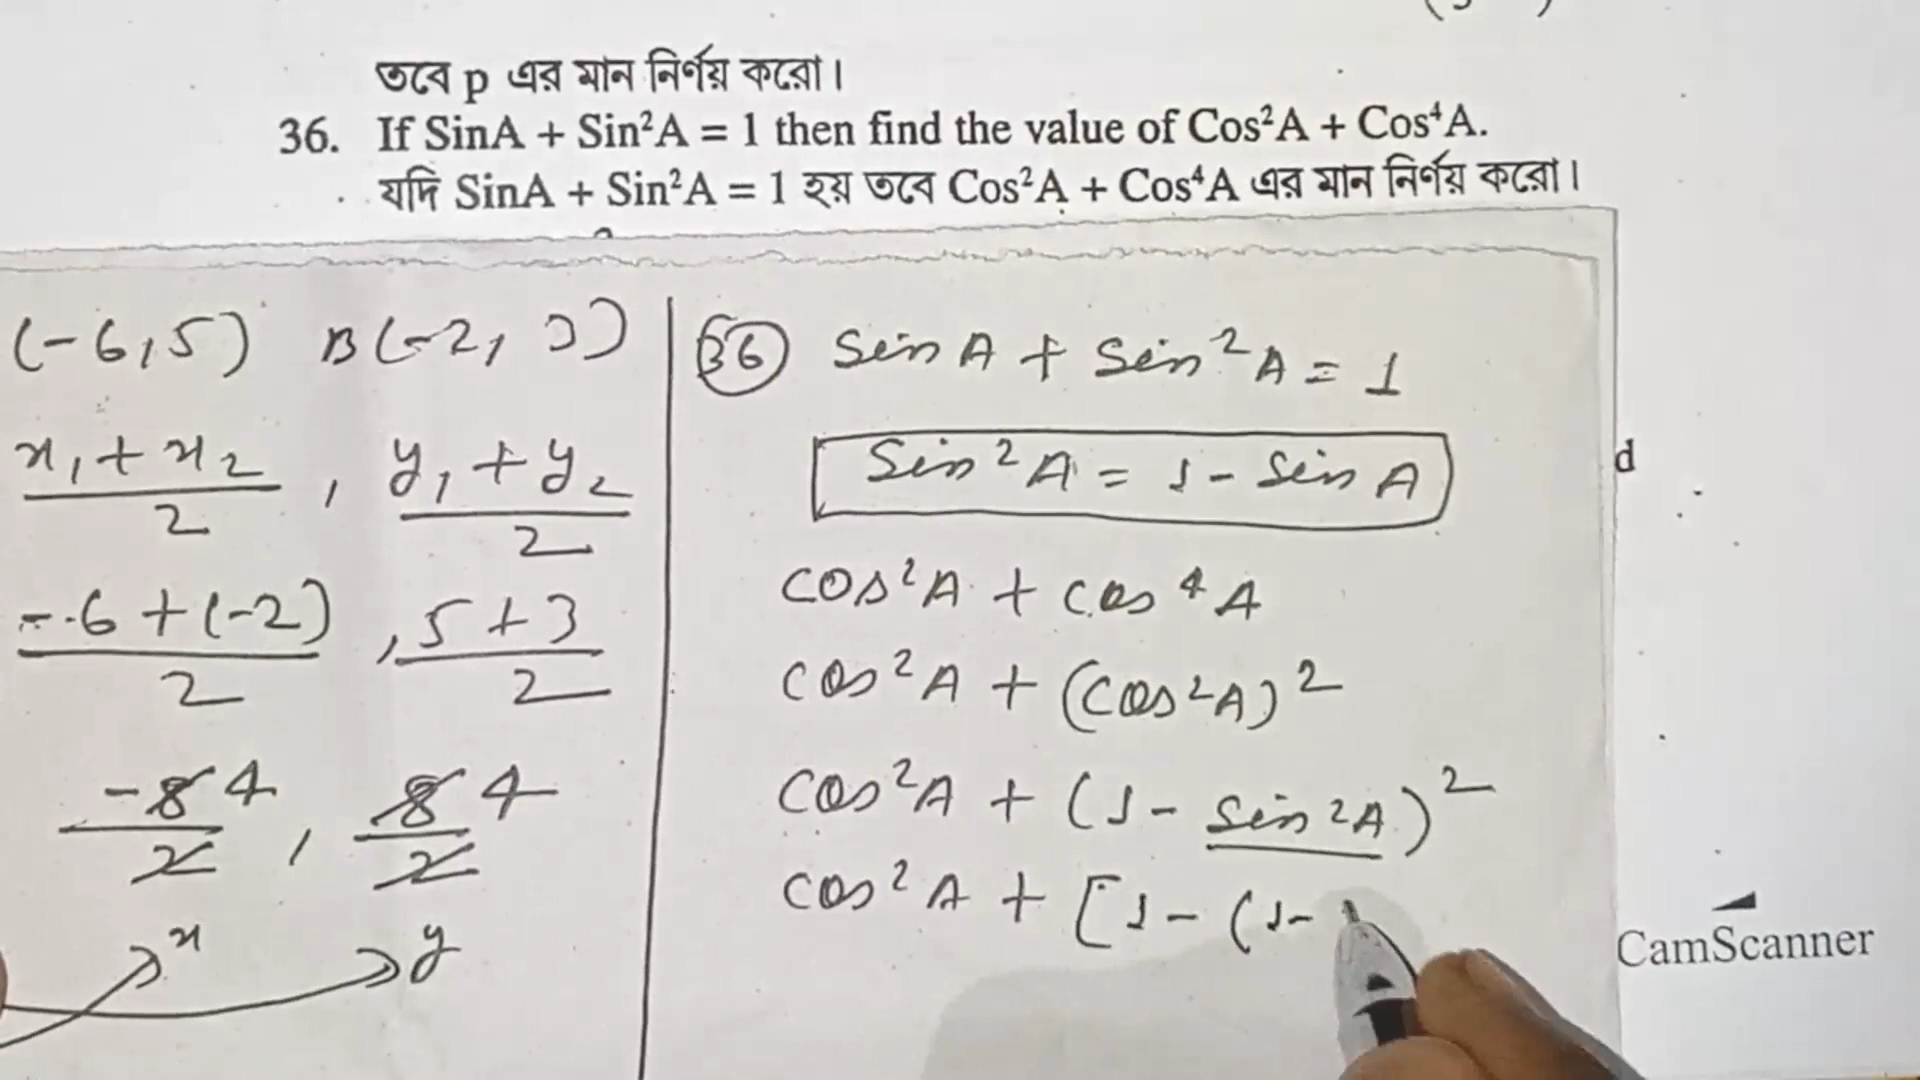 তবে p এর মান নির্ণয় করো।
36. If SinA + Sin²A = 1 then find the value of Cos²A + Cos⁴A.
যদি SinA + Sin²A = 1 হয় তবে Cos²A + Cos⁴A এর মান নির্ণয় করো।
(-6,5) B(-2, 3)
x₁+x₂/2 , y₁+y₂/2
-6+(-2)/2 , 5+3/2
-8 4/2 , 8 4/2
x y
36 Sin A + Sin²A = 1
Sin²A = 1 - Sin A
cos²A + cos⁴A
cos²A + (cos²A)²
cos²A + (1 - sin²A)²
cos²A + [1 - (1-
d
CamScanner